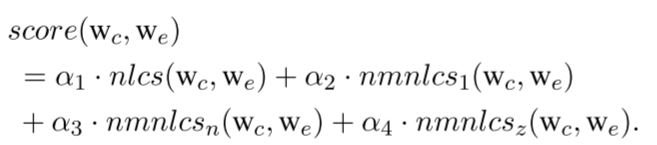 score(w_c, w_e)
= α_1 · nlcs(w_c, w_e) + α_2 · nmnlcs_1(w_c, w_e)
+ α_3 · nmnlcs_n(w_c, w_e) + α_4 · nmnlcs_z(w_c, w_e).